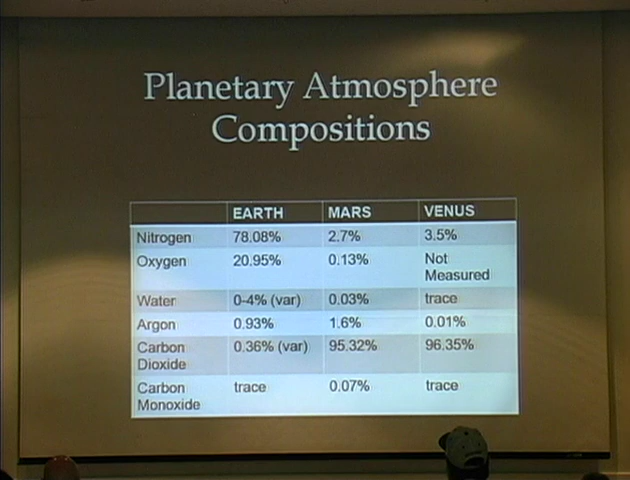 Planetary Atmosphere
Compositions
EARTH MARS VENUS
Nitrogen 78.08% 2.7% 3.5%
Oxygen 20.95% 0.13% Not
Measured
Water 0-4% (var) 0.03% trace
Argon 0.93% 1.6% 0.01%
Carbon 0.36% (var) 95.32% 96.35%
Dioxide
Carbon trace 0.07% trace
Monoxide